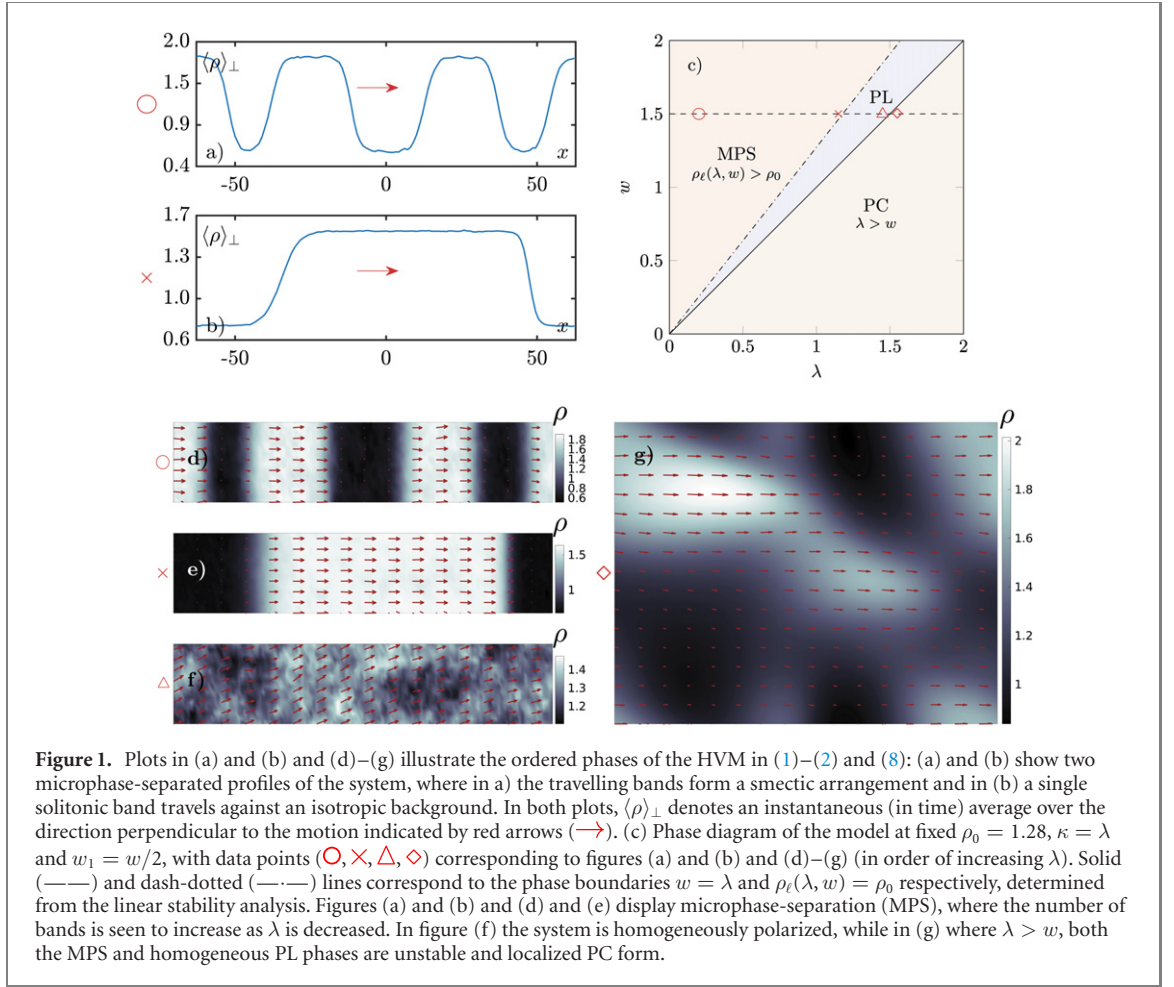 2.0
1.5
0.9
0.4
⟨ρ⟩⊥
a)
x
-50
0
50
1.7
1.3
1.0
0.6
⟨ρ⟩⊥
b)
x
-50
0
50
2
1.5
1
0.5
0
w
c)
PL
MPS
ρℓ(λ, w) > ρ0
PC
λ > w
0
0.5
1
1.5
2
λ
ρ
d)
1.8
1.6
1.4
1.2
1
0.8
0.6
ρ
e)
1.5
1
ρ
f)
1.4
1.3
1.2
ρ
g)
2
1.8
1.6
1.4
1.2
1
Figure 1. Plots in (a) and (b) and (d)–(g) illustrate the ordered phases of the HVM in (1)–(2) and (8): (a) and (b) show two
microphase-separated profiles of the system, where in a) the travelling bands form a smectic arrangement and in (b) a single
solitonic band travels against an isotropic background. In both plots, ⟨ρ⟩⊥ denotes an instantaneous (in time) average over the
direction perpendicular to the motion indicated by red arrows (→). (c) Phase diagram of the model at fixed ρ0 = 1.28, κ = λ
and w1 = w/2, with data points (○, ×, △, ◇) corresponding to figures (a) and (b) and (d)–(g) (in order of increasing λ). Solid
(——) and dash-dotted (—·—) lines correspond to the phase boundaries w = λ and ρℓ(λ, w) = ρ0 respectively, determined
from the linear stability analysis. Figures (a) and (b) and (d) and (e) display microphase-separation (MPS), where the number of
bands is seen to increase as λ is decreased. In figure (f) the system is homogeneously polarized, while in (g) where λ > w, both
the MPS and homogeneous PL phases are unstable and localized PC form.